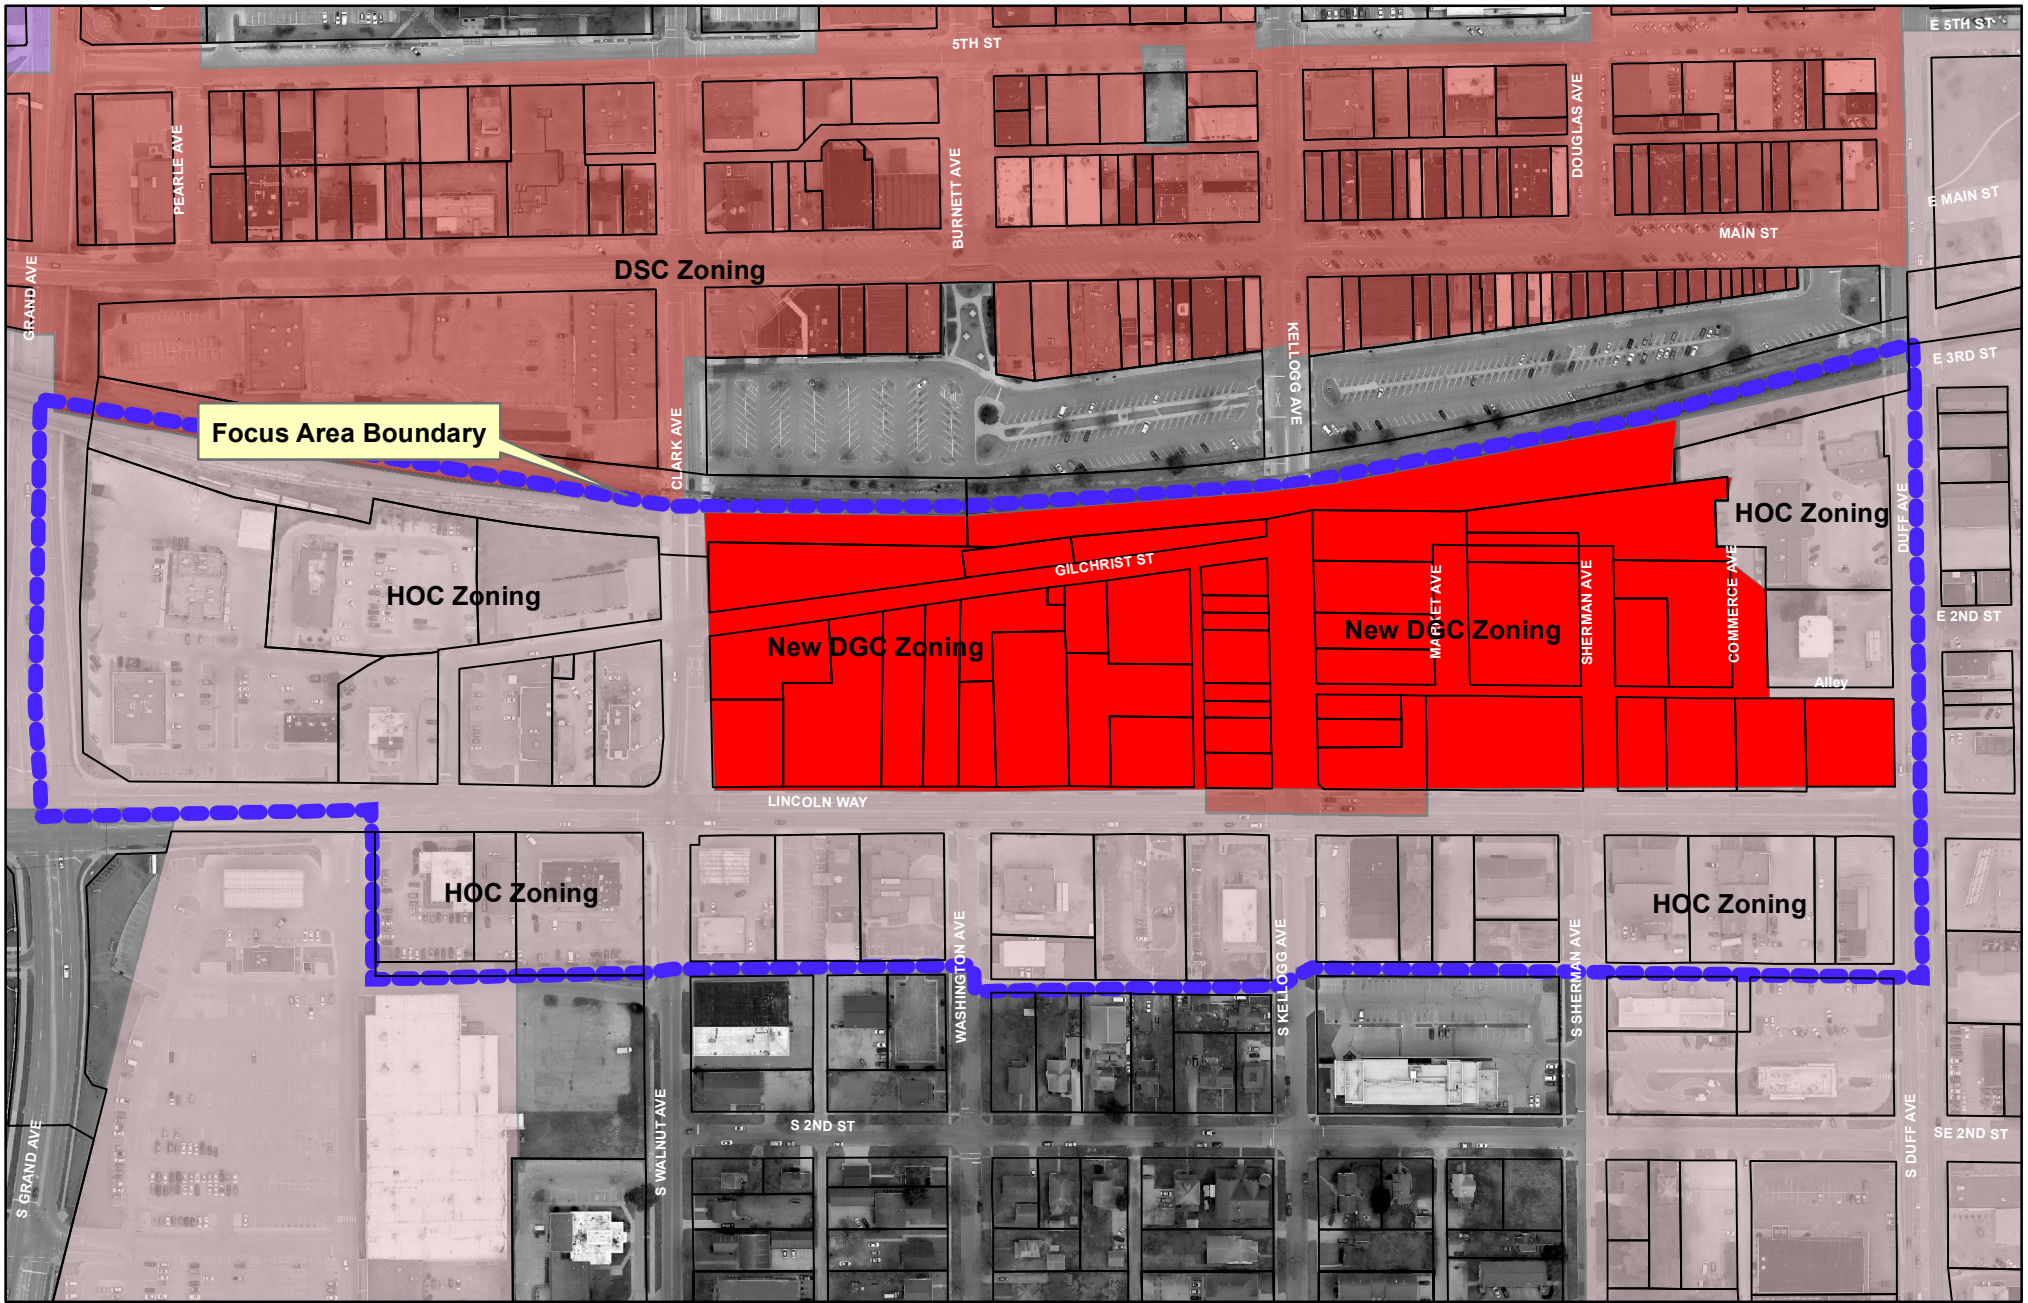 E 5TH ST
5TH ST
PEARLE AVE
BURNETT AVE
DOUGLAS AVE
E MAIN ST
MAIN ST
DSC Zoning
GRAND AVE
KELLOGG AVE
E 3RD ST
Focus Area Boundary
CLARK AVE
HOC Zoning
DUFF AVE
GILCHRIST ST
HOC Zoning
MARKET AVE
SHERMAN AVE
COMMERCE AVE
E 2ND ST
New DGC Zoning
New DGC Zoning
Alley
LINCOLN WAY
HOC Zoning
HOC Zoning
WASHINGTON AVE
S KELLOGG AVE
S SHERMAN AVE
S WALNUT AVE
S 2ND ST
SE 2ND ST
S GRAND AVE
S DUFF AVE